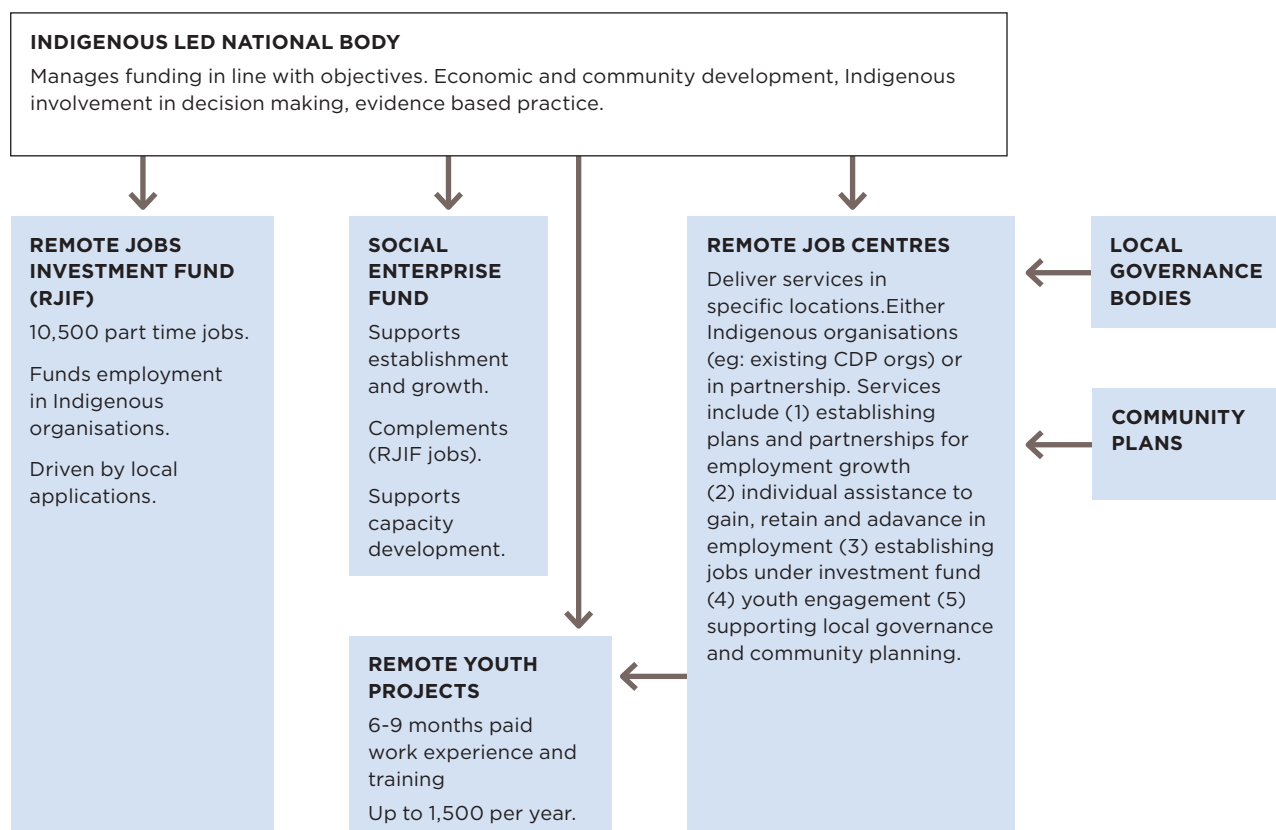 INDIGENOUS LED NATIONAL BODY
Manages funding in line with objectives. Economic and community development, Indigenous
involvement in decision making, evidence based practice.
REMOTE JOBS
INVESTMENT FUND
(RJIF)
10,500 part time jobs.
Funds employment
in Indigenous
organisations.
Driven by local
applications.
SOCIAL
ENTERPRISE
FUND
Supports
establishment
and growth.
Complements
(RJIF jobs).
Supports
capacity
development.
REMOTE YOUTH
PROJECTS
6-9 months paid
work experience and
training
Up to 1,500 per year.
REMOTE JOB CENTRES
Deliver services in
specific locations.Either
Indigenous organisations
(eg: existing CDP orgs) or
in partnership. Services
include (1) establishing
plans and partnerships for
employment growth
(2) individual assistance to
gain, retain and adavance in
employment (3) establishing
jobs under investment fund
(4) youth engagement (5)
supporting local governance
and community planning.
LOCAL
GOVERNANCE
BODIES
COMMUNITY
PLANS